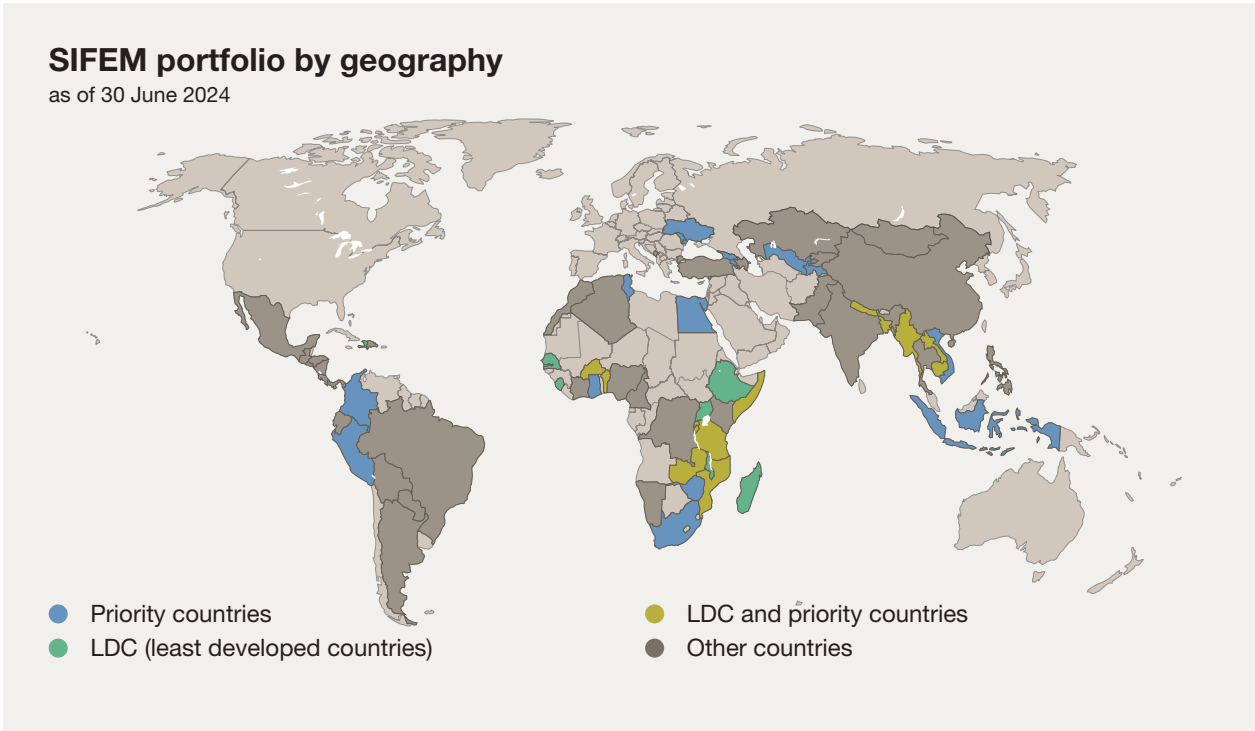 SIFEM portfolio by geography
as of 30 June 2024
Priority countries
LDC (least developed countries)
LDC and priority countries
Other countries